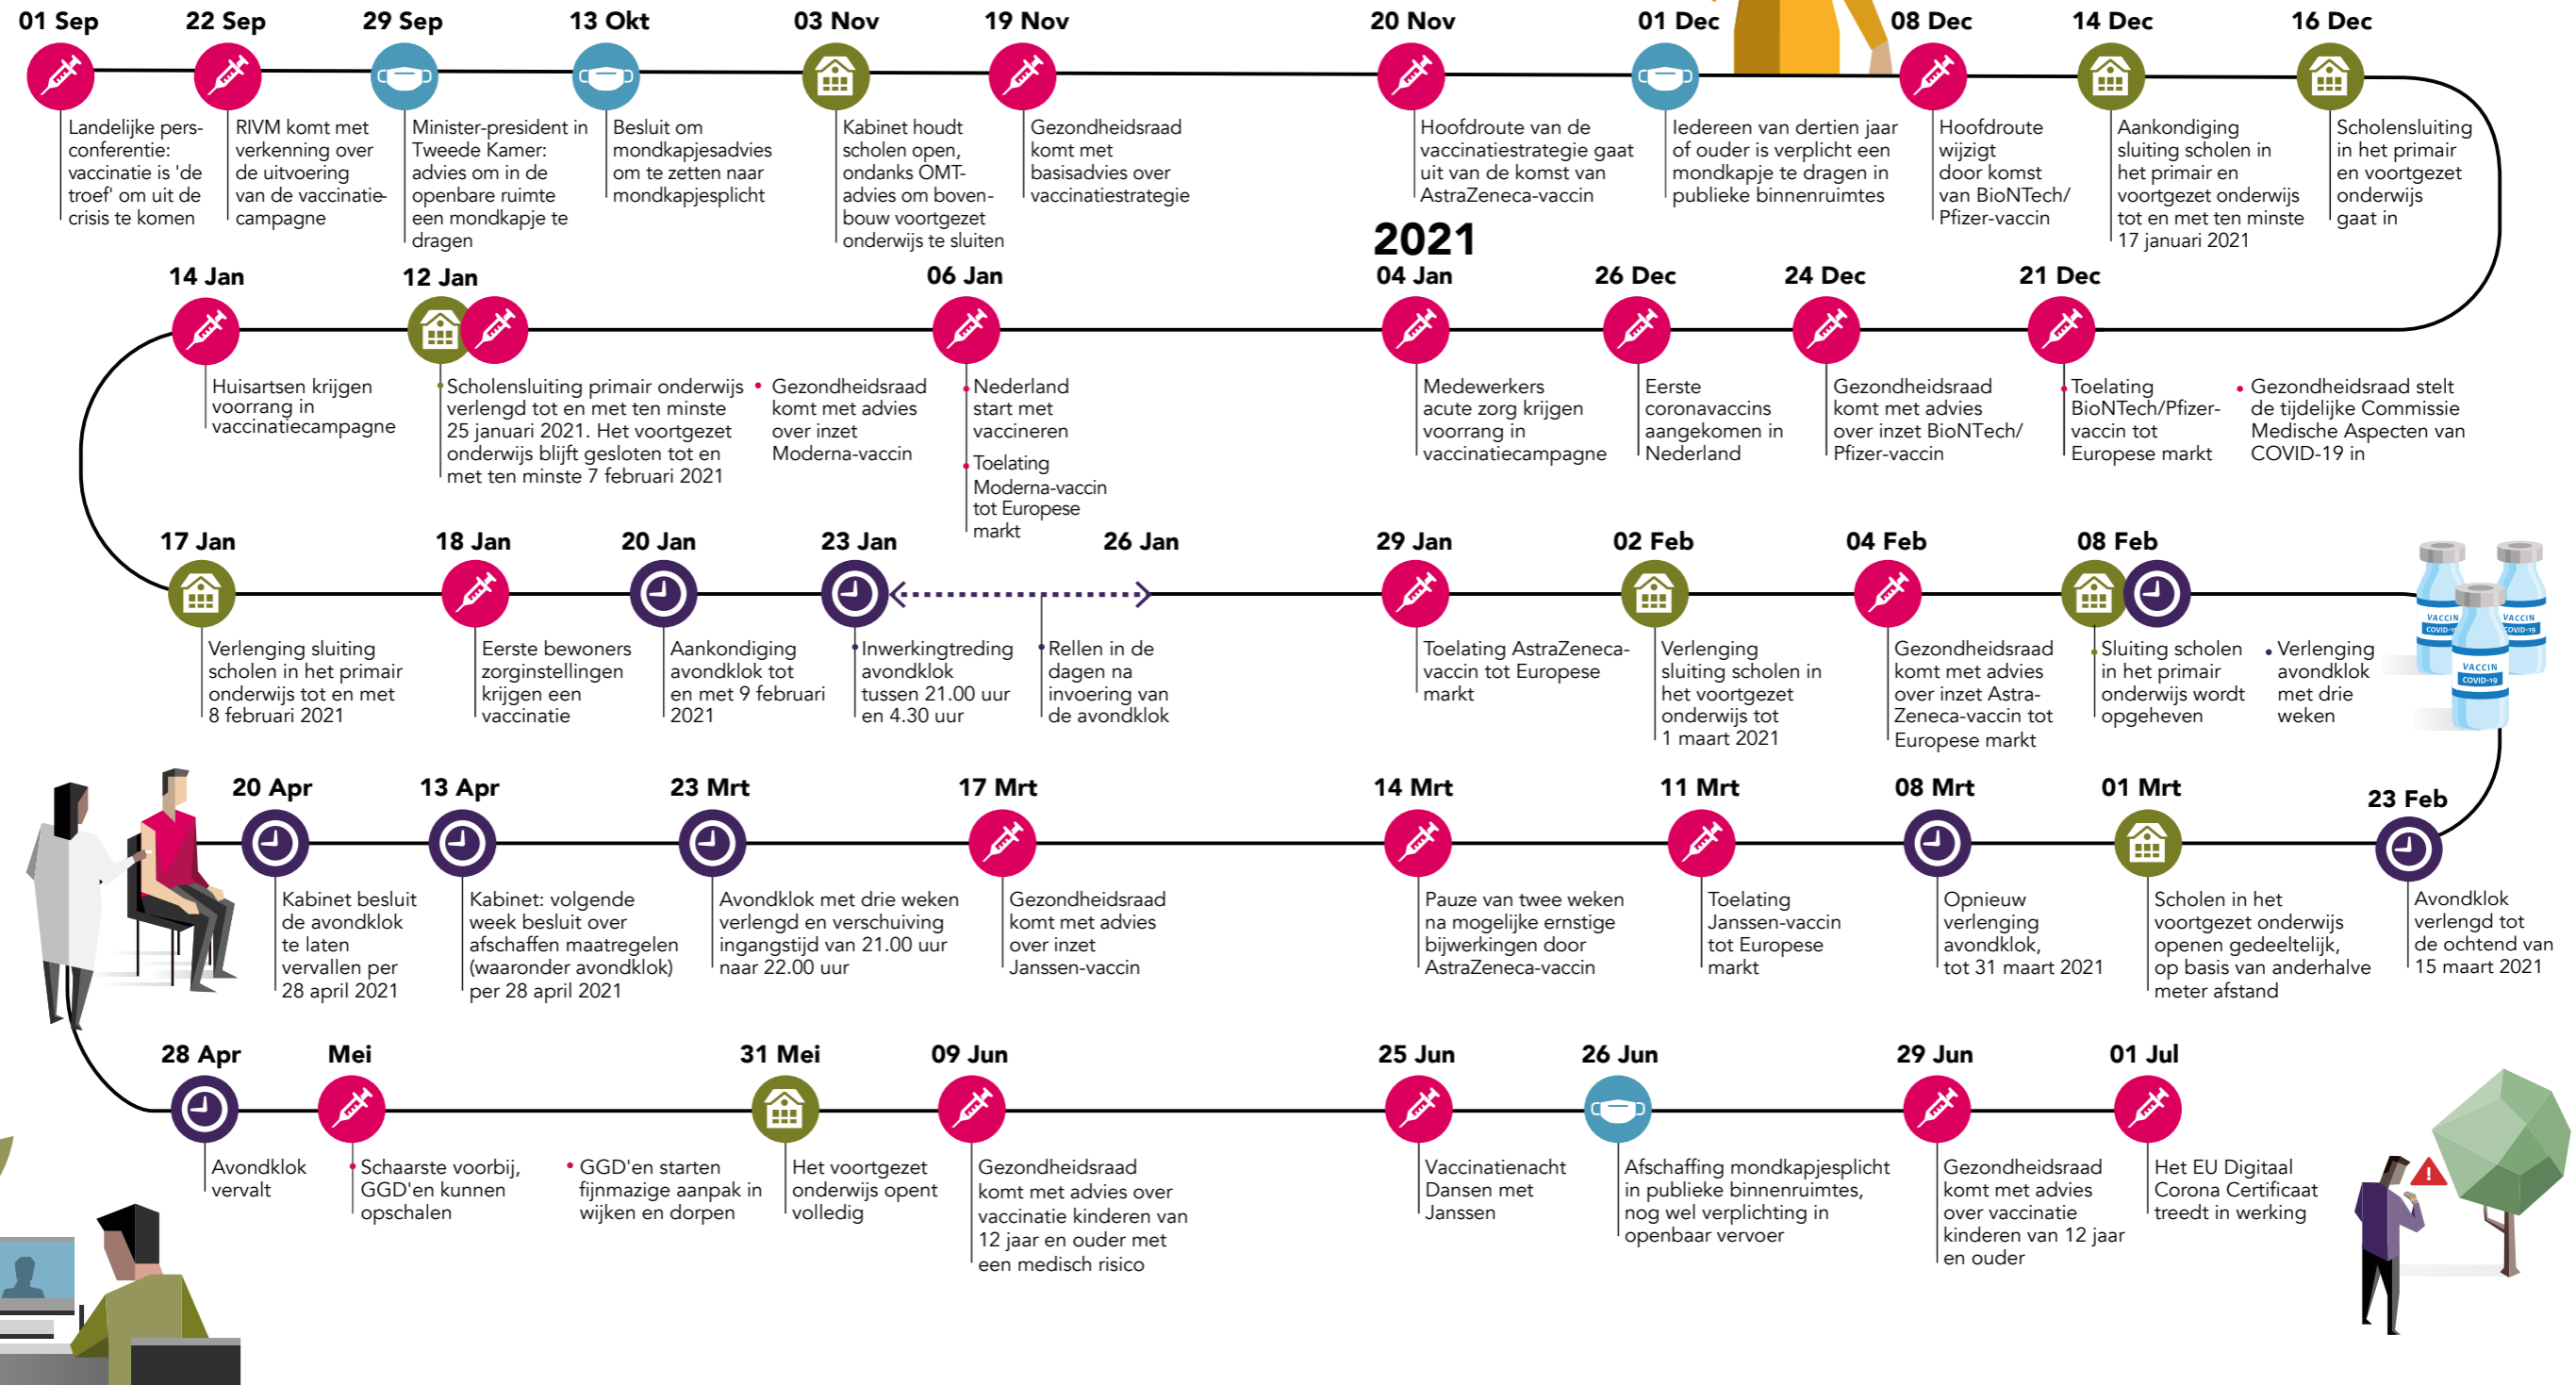 01 Sep
Landelijke pers-
conferentie:
vaccinatie is 'de
troef' om uit de
crisis te komen
22 Sep
RIVM komt met
verkenning over
de uitvoering
van de vaccinatie-
campagne
29 Sep
Minister-president in
Tweede Kamer:
advies om in de
openbare ruimte
een mondkapje te
dragen
13 Okt
Besluit om
mondkapjesadvies
om te zetten naar
mondkapjesplicht
03 Nov
Kabinet houdt
scholen open,
ondanks OMT-
advies om boven-
bouw voortgezet
onderwijs te sluiten
19 Nov
Gezondheidsraad
komt met
basisadvies over
vaccinatiestrategie
20 Nov
Hoofdroute van de
vaccinatiestrategie gaat
uit van de komst van
AstraZeneca-vaccin
01 Dec
Iedereen van dertien jaar
of ouder is verplicht een
mondkapje te dragen in
publieke binnenruimtes
08 Dec
Hoofdroute
wijzigt
door komst
van BioNTech/
Pfizer-vaccin
14 Dec
Aankondiging
sluiting scholen in
het primair en
voortgezet onderwijs
tot en met ten minste
17 januari 2021
16 Dec
Scholensluiting
in het primair
en voortgezet
onderwijs
gaat in
21 Dec
• Toelating
BioNTech/Pfizer-
vaccin tot
Europese markt
• Gezondheidsraad stelt
de tijdelijke Commissie
Medische Aspecten van
COVID-19 in
24 Dec
Gezondheidsraad
komt met advies
over inzet BioNTech/
Pfizer-vaccin
26 Dec
Eerste
coronavaccins
aangekomen in
Nederland
2021
04 Jan
Medewerkers
acute zorg krijgen
voorrang in
vaccinatiecampagne
06 Jan
• Nederland
start met
vaccineren
• Toelating
Moderna-vaccin
tot Europese
markt
12 Jan
• Scholensluiting primair onderwijs
verlengd tot en met ten minste
25 januari 2021. Het voortgezet
onderwijs blijft gesloten tot en
met ten minste 7 februari 2021
• Gezondheidsraad
komt met advies
over inzet
Moderna-vaccin
14 Jan
Huisartsen krijgen
voorrang in
vaccinatiecampagne
17 Jan
Verlenging sluiting
scholen in het primair
onderwijs tot en met
8 februari 2021
18 Jan
Eerste bewoners
zorginstellingen
krijgen een
vaccinatie
20 Jan
Aankondiging
avondklok tot
en met 9 februari
2021
23 Jan
• Inwerkingtreding
avondklok
tussen 21.00 uur
en 4.30 uur
26 Jan
• Rellen in de
dagen na
invoering van
de avondklok
29 Jan
Toelating AstraZeneca-
vaccin tot Europese
markt
02 Feb
Verlenging
sluiting scholen in
het voortgezet
onderwijs tot
1 maart 2021
04 Feb
Gezondheidsraad
komt met advies
over inzet Astra-
Zeneca-vaccin tot
Europese markt
08 Feb
• Sluiting scholen
in het primair
onderwijs wordt
opgeheven
• Verlenging
avondklok
met drie
weken
VACCIN
COVID-19
VACCIN
COVID-19
VACCIN
COVID-19
23 Feb
Avondklok
verlengd tot
de ochtend van
15 maart 2021
01 Mrt
Scholen in het
voortgezet onderwijs
openen gedeeltelijk,
op basis van anderhalve
meter afstand
08 Mrt
Opnieuw
verlenging
avondklok,
tot 31 maart 2021
11 Mrt
Toelating
Janssen-vaccin
tot Europese
markt
14 Mrt
Pauze van twee weken
na mogelijke ernstige
bijwerkingen door
AstraZeneca-vaccin
17 Mrt
Gezondheidsraad
komt met advies
over inzet
Janssen-vaccin
23 Mrt
Avondklok met drie weken
verlengd en verschuiving
ingangstijd van 21.00 uur
naar 22.00 uur
13 Apr
Kabinet: volgende
week besluit over
afschaffen maatregelen
(waaronder avondklok)
per 28 april 2021
20 Apr
Kabinet besluit
de avondklok
te laten
vervallen per
28 april 2021
28 Apr
Avondklok
vervalt
Mei
• Schaarste voorbij,
GGD'en kunnen
opschalen
• GGD'en starten
fijnmazige aanpak in
wijken en dorpen
31 Mei
Het voortgezet
onderwijs opent
volledig
09 Jun
Gezondheidsraad
komt met advies over
vaccinatie kinderen van
12 jaar en ouder met
een medisch risico
25 Jun
Vaccinatienacht
Dansen met
Janssen
26 Jun
Afschaffing mondkapjesplicht
in publieke binnenruimtes,
nog wel verplichting in
openbaar vervoer
29 Jun
Gezondheidsraad
komt met advies
over vaccinatie
kinderen van 12 jaar
en ouder
01 Jul
Het EU Digitaal
Corona Certificaat
treedt in werking
!